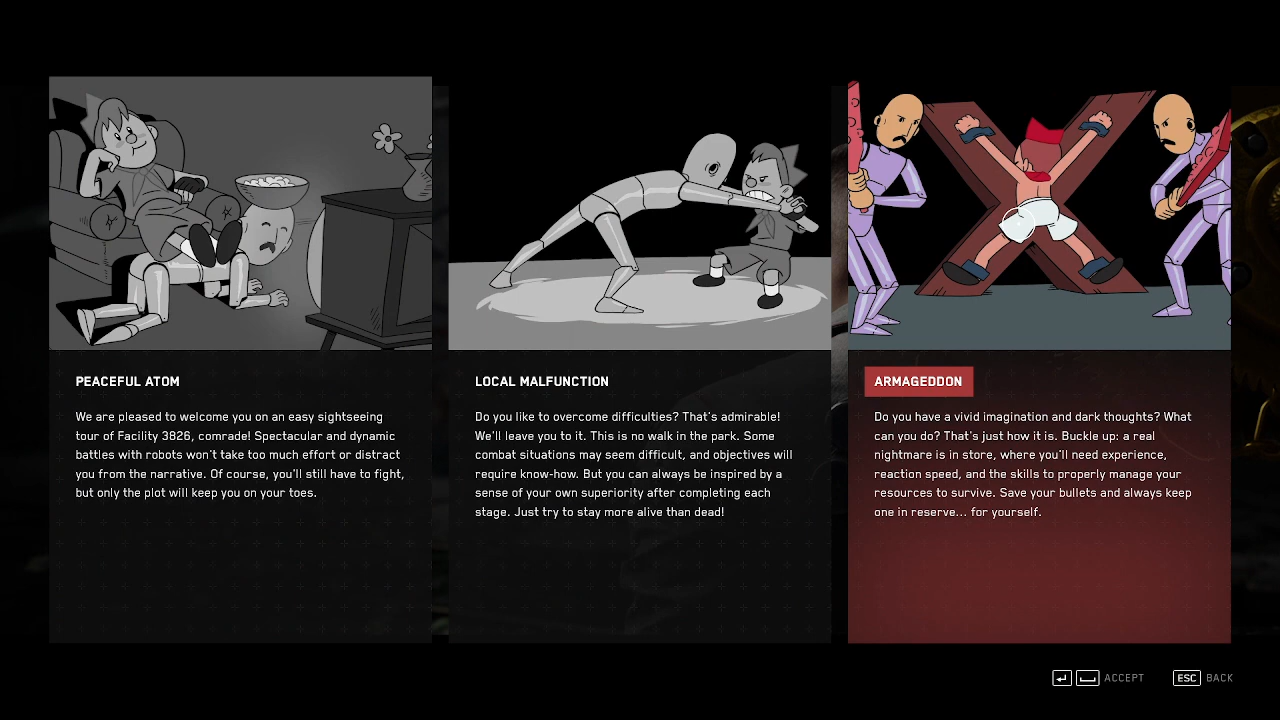 PEACEFUL ATOM
We are pleased to welcome you on an easy sightseeing
tour of Facility 3826, comrade! Spectacular and dynamic
battles with robots won't take too much effort or distract
you from the narrative. Of course, you'll still have to fight,
but only the plot will keep you on your toes.
LOCAL MALFUNCTION
Do you like to overcome difficulties? That's admirable!
We'll leave you to it. This is no walk in the park. Some
combat situations may seem difficult, and objectives will
require know-how. But you can always be inspired by a
sense of your own superiority after completing each
stage. Just try to stay more alive than dead!
ARMAGEDDON
Do you have a vivid imagination and dark thoughts? What
can you do? That's just how it is. Buckle up: a real
nightmare is in store, where you'll need experience,
reaction speed, and the skills to properly manage your
resources to survive. Save your bullets and always keep
one in reserve... for yourself.
ACCEPT
ESC BACK